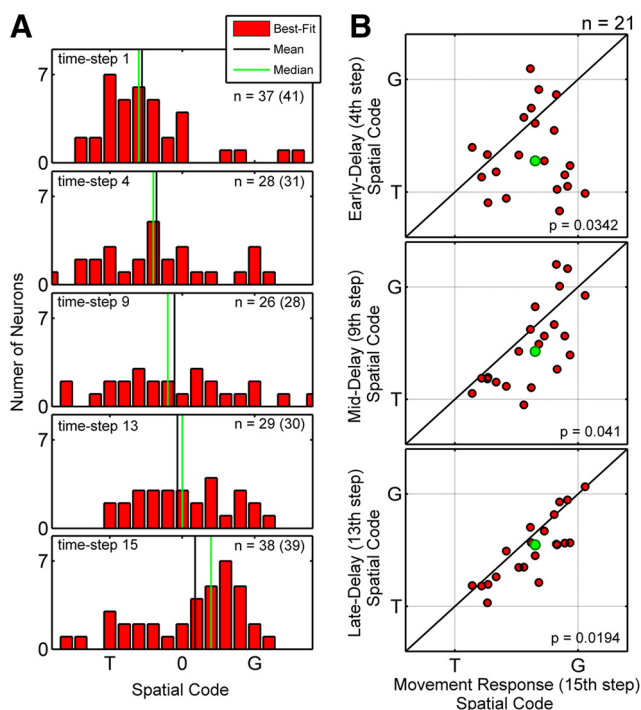 A
Best-Fit
Mean
Median
time-step 1
n = 37 (41)
7
0
time-step 4
n = 28 (31)
7
0
time-step 9
n = 26 (28)
7
0
time-step 13
n = 29 (30)
7
0
time-step 15
n = 38 (39)
7
0
Numer of Neurons
T 0 G
Spatial Code
B
n = 21
Early-Delay (4th step)
Spatial Code
G
T
p = 0.0342
Mid-Delay (9th step)
Spatial Code
G
T
p = 0.041
Late-Delay (13th step)
Spatial Code
G
T
p = 0.0194
T G
Movement Response (15th step)
Spatial Code